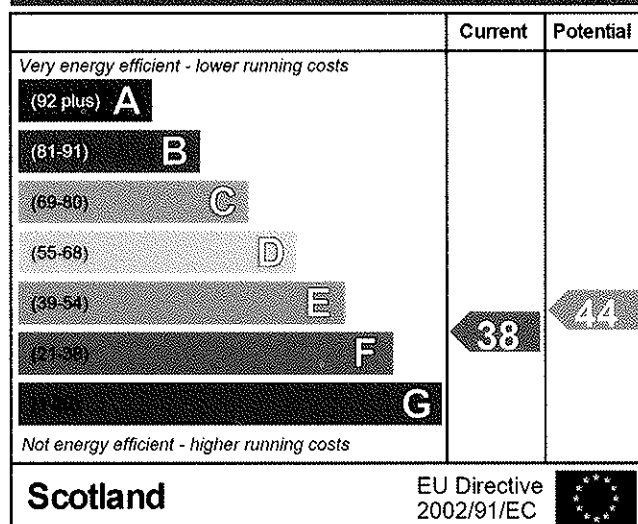 Current Potential
Very energy efficient - lower running costs
(92 plus) A
(81-91) B
(69-80) C
(55-68) D
(39-54) E
(21-38) F
G
38
44
Not energy efficient - higher running costs
Scotland
EU Directive
2002/91/EC